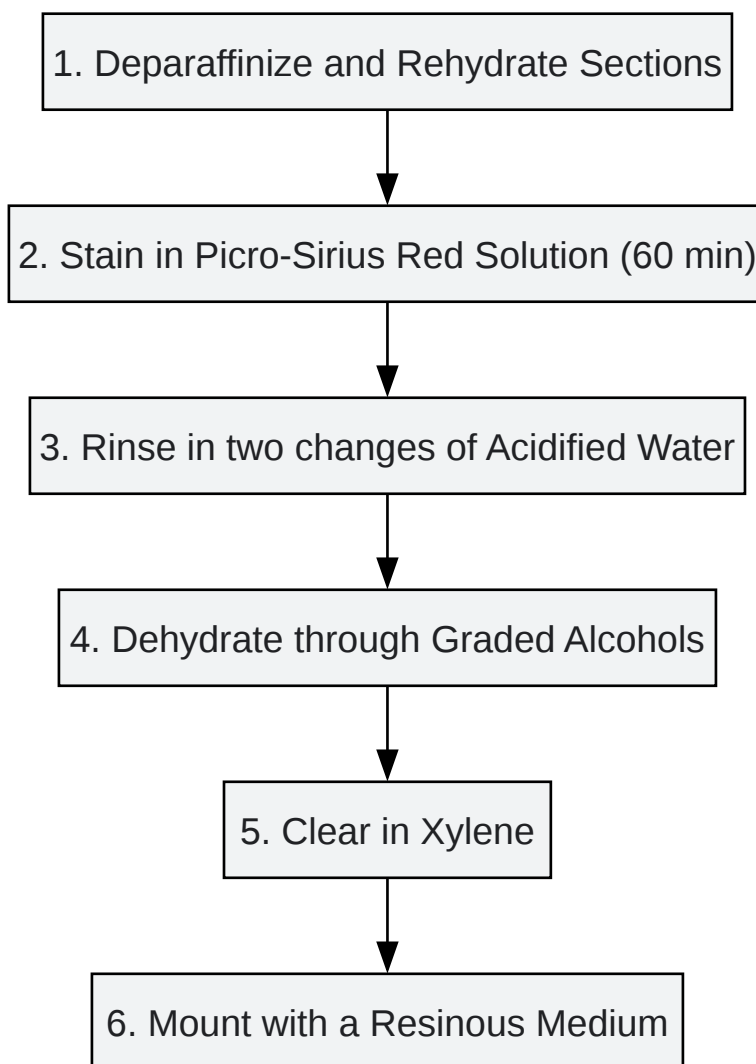 1. Deparaffinize and Rehydrate Sections
2. Stain in Picro-Sirius Red Solution (60 min)
3. Rinse in two changes of Acidified Water
4. Dehydrate through Graded Alcohols
5. Clear in Xylene
6. Mount with a Resinous Medium